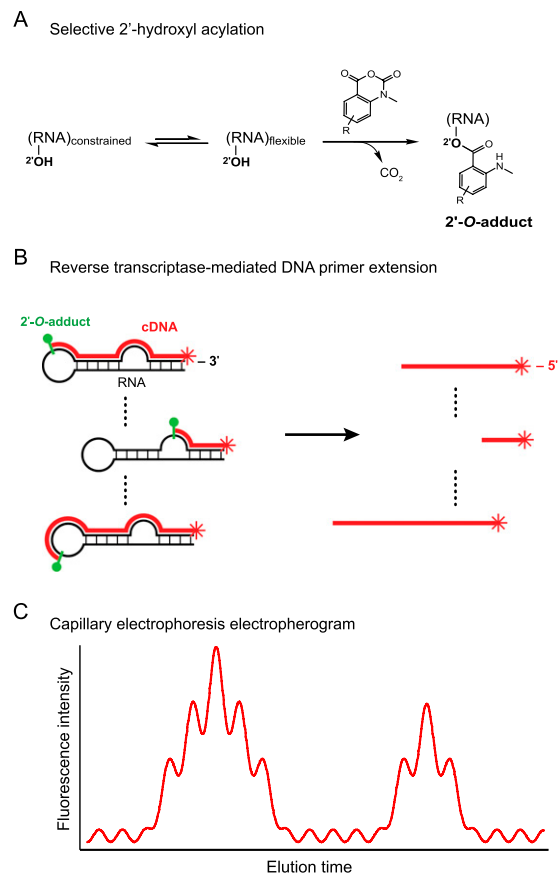 A Selective 2'-hydroxyl acylation
O O O
N
R
(RNA)constrained
2'OH
(RNA)flexible
2'OH
CO2
(RNA)
2'O O H
N
R
2'-O-adduct
B Reverse transcriptase-mediated DNA primer extension
2'-O-adduct cDNA
– 3'
RNA
– 5'
C Capillary electrophoresis electropherogram
Fluorescence intensity
Elution time